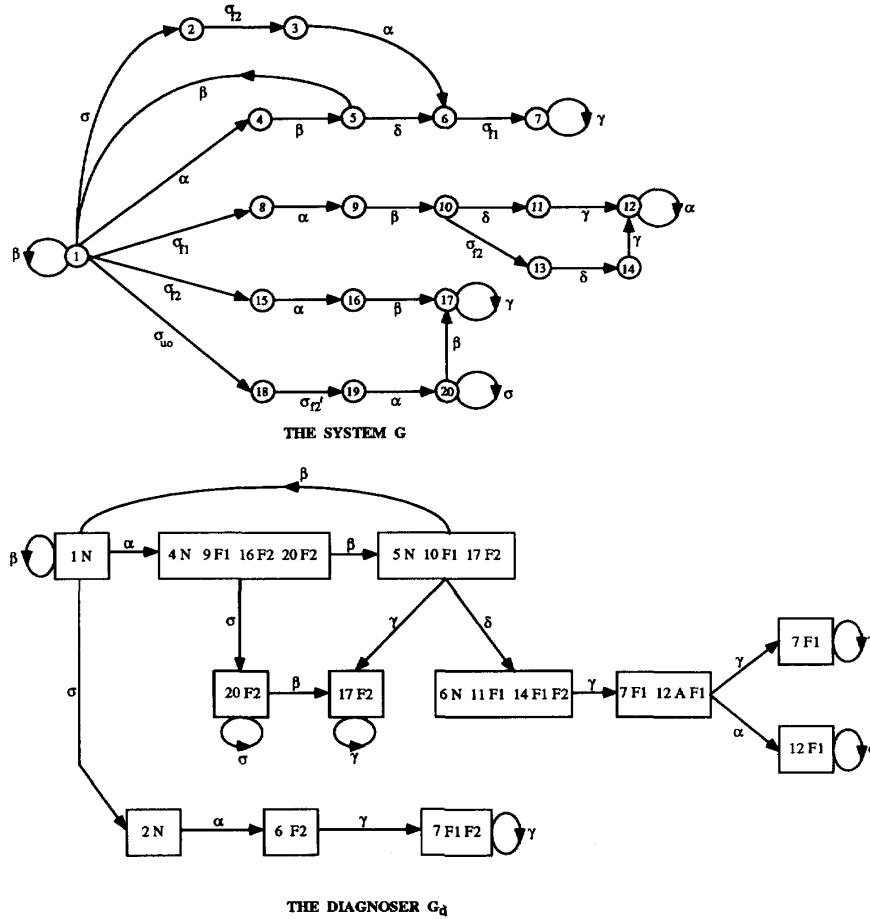 σf2
2
3
α
β
σ
4
β
5
δ
6
σf1
7
γ
α
8
α
9
β
10
δ
11
γ
12
α
β
1
σf1
σf2
γ
13
δ
14
σf2
15
α
16
β
17
γ
σuo
β
18
σf2'
19
α
20
σ
THE SYSTEM G
β
β
1 N
α
4 N 9 F1 16 F2 20 F2
β
5 N 10 F1 17 F2
σ
γ
δ
7 F1
γ
20 F2
β
17 F2
6 N 11 F1 14 F1 F2
γ
7 F1 12 A F1
σ
σ
γ
α
12 F1
2 N
α
6 F2
γ
7 F1 F2
γ
THE DIAGNOSER Gd